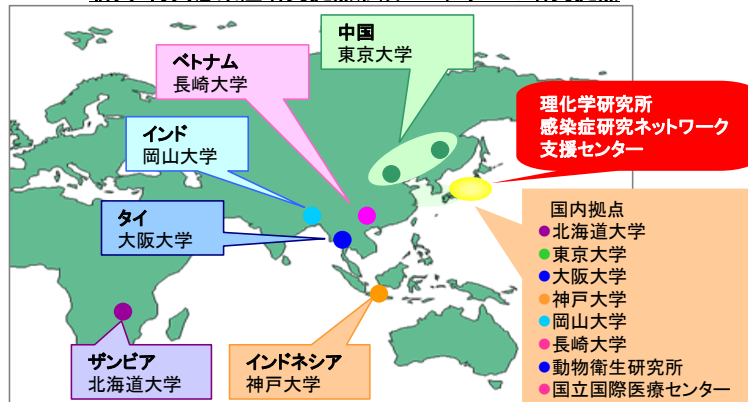 中国
東京大学
ベトナム
長崎大学
理化学研究所
感染症研究ネットワーク
支援センター
インド
岡山大学
タイ
大阪大学
国内拠点
北海道大学
東京大学
大阪大学
神戸大学
岡山大学
長崎大学
動物衛生研究所
国立国際医療センター
ザンビア
北海道大学
インドネシア
神戸大学